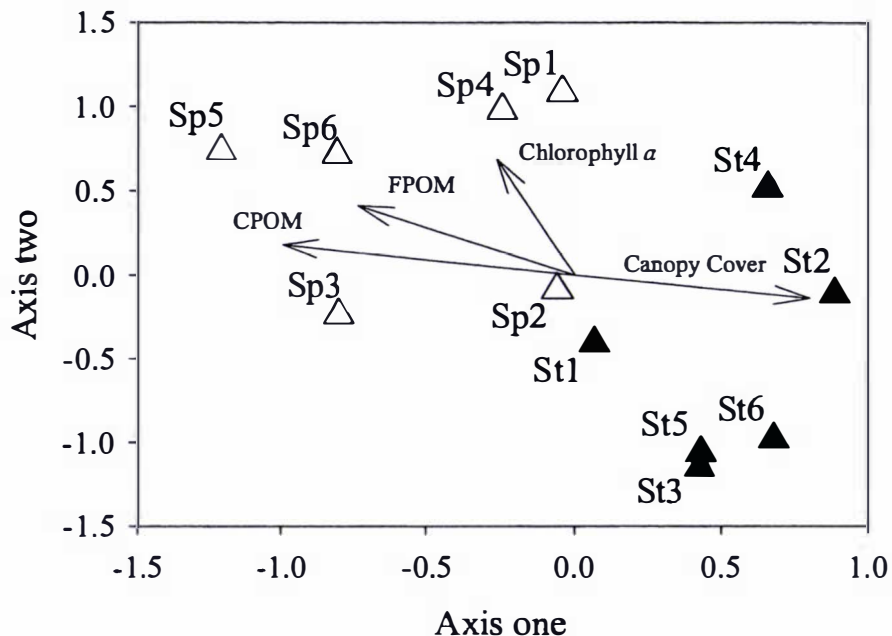 1.5
1.0
0.5
0.0
-0.5
-1.0
-1.5
Axis two
Sp5
Sp6
Sp4
Sp1
Chlorophyll a
St4
FPOM
CPOM
Canopy Cover
St2
Sp3
Sp2
St1
St5
St6
St3
-1.5
-1.0
-0.5
0.0
0.5
1.0
Axis one